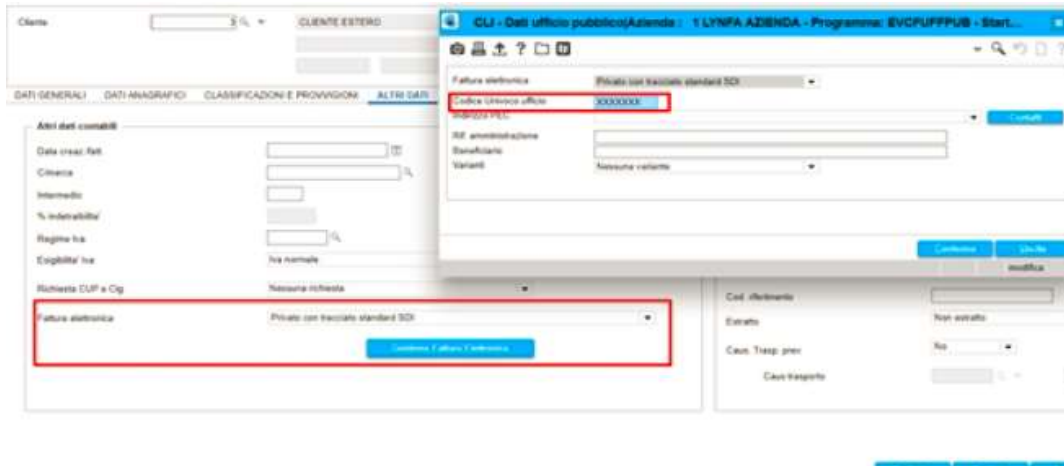 Cliente
CLIENTE ESTERO
DATI GENERALI DATI ANAGRAFICI CLASSIFICAZIONI E PROVVIGIONI ALTRI DATI
Altri dati contabili
Data creaz. fatt.
Intermedio
% indetraibilita'
Regime Iva
Esigibilita' Iva Iva normale
Richiesta CUP e Cig Nessuna richiesta
Fattura elettronica Privato con tracciato standard SDI
Gestione Fattura Elettronica
CLI - Dati ufficio pubblico|Azienda : 1 LYNFA AZIENDA - Programma: EVCFUFFPUB - Start...
Fattura elettronica Privato con tracciato standard SDI
Codice Univoco ufficio XXXXXXX
Indirizzo PEC Contatti
Rif. amministrazione
Beneficiario
Varianti Nessuna variante
Conferma Uscita
modifica
Cod. riferimento
Estratto Non estratto
Caus. Trasp. prev. No
Caus trasporto